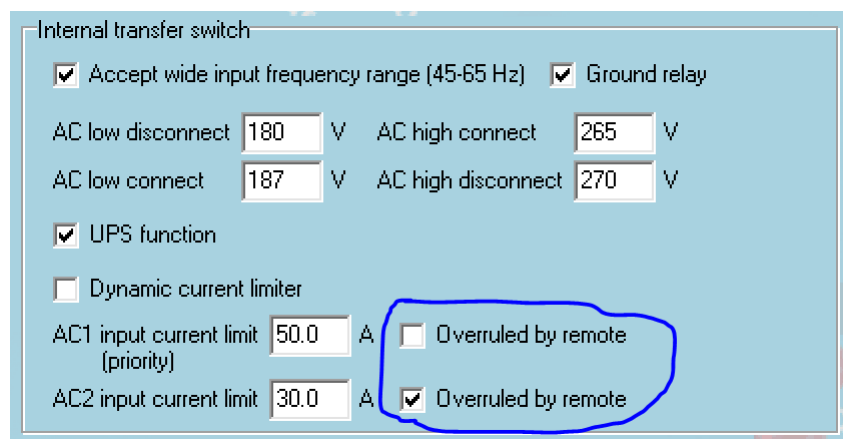 Internal transfer switch
Accept wide input frequency range (45-65 Hz) Ground relay
AC low disconnect 180 V AC high connect 265 V
AC low connect 187 V AC high disconnect 270 V
UPS function
Dynamic current limiter
AC1 input current limit 50.0 A Overruled by remote
(priority)
AC2 input current limit 30.0 A Overruled by remote